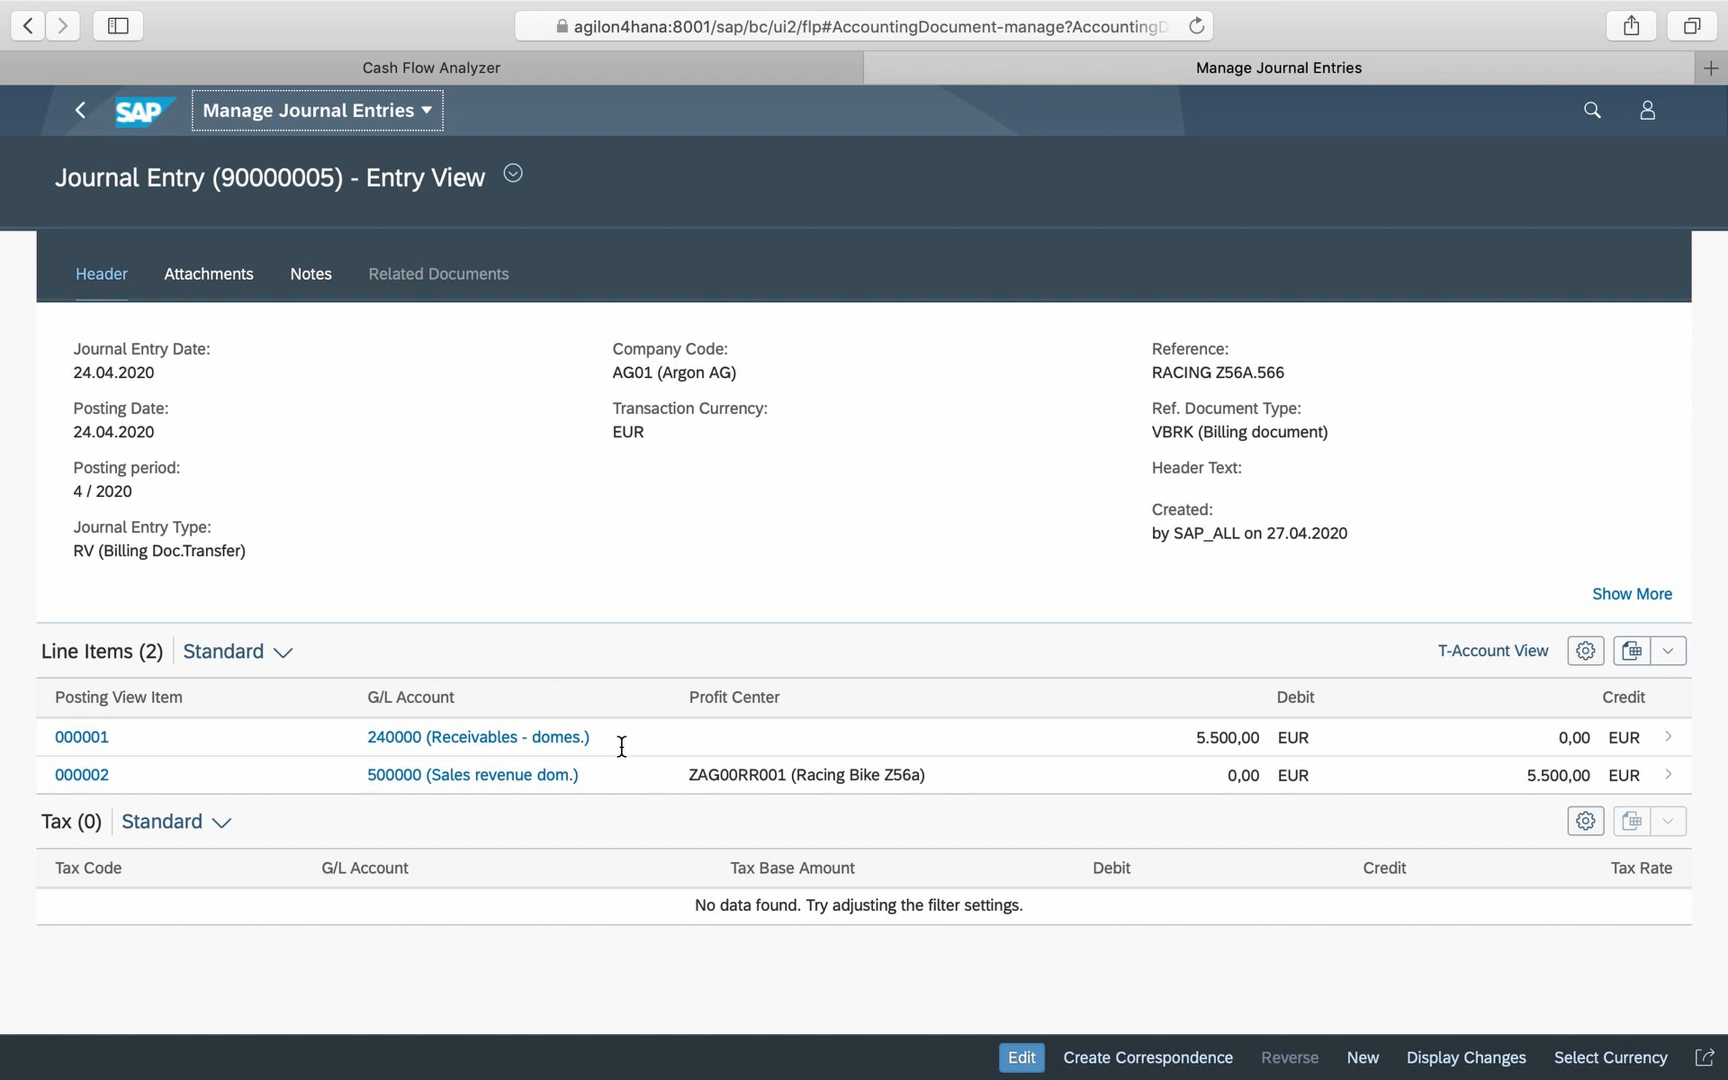 agilon4hana:8001/sap/bc/ui2/flp#AccountingDocument-manage?AccountingD
Cash Flow Analyzer
Manage Journal Entries
SAP
Manage Journal Entries
Journal Entry (90000005) - Entry View
Header Attachments Notes Related Documents
Journal Entry Date: Company Code: Reference:
24.04.2020 AG01 (Argon AG) RACING Z56A.566
Posting Date: Transaction Currency: Ref. Document Type:
24.04.2020 EUR VBRK (Billing document)
Posting period: Header Text:
4 / 2020
Created:
Journal Entry Type: by SAP_ALL on 27.04.2020
RV (Billing Doc.Transfer)
Show More
Line Items (2) Standard T-Account View
Posting View Item G/L Account Profit Center Debit Credit
000001 240000 (Receivables - domes.) 5.500,00 EUR 0,00 EUR
000002 500000 (Sales revenue dom.) ZAG00RR001 (Racing Bike Z56a) 0,00 EUR 5.500,00 EUR
Tax (0) Standard
Tax Code G/L Account Tax Base Amount Debit Credit Tax Rate
No data found. Try adjusting the filter settings.
Edit Create Correspondence Reverse New Display Changes Select Currency